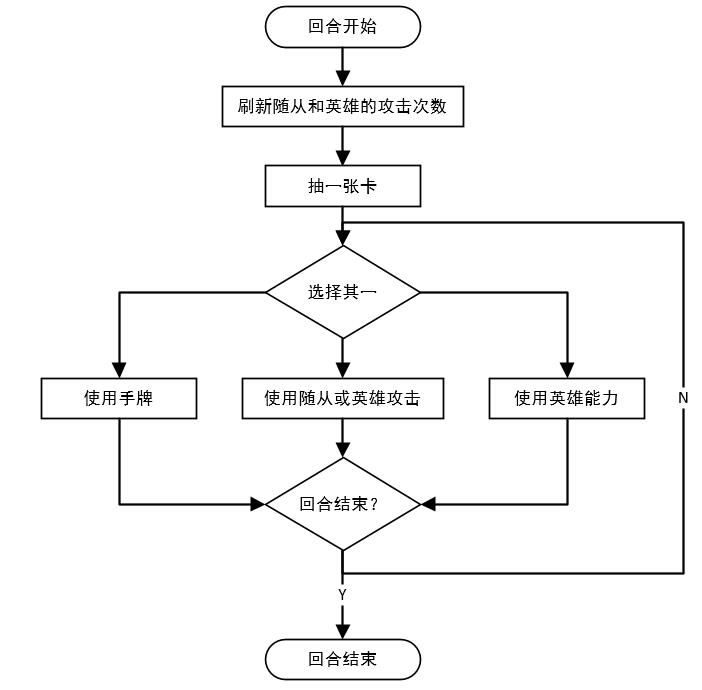 回合开始
刷新随从和英雄的攻击次数
抽一张卡
选择其一
使用手牌
使用随从或英雄攻击
使用英雄能力
N
回合结束?
Y
回合结束